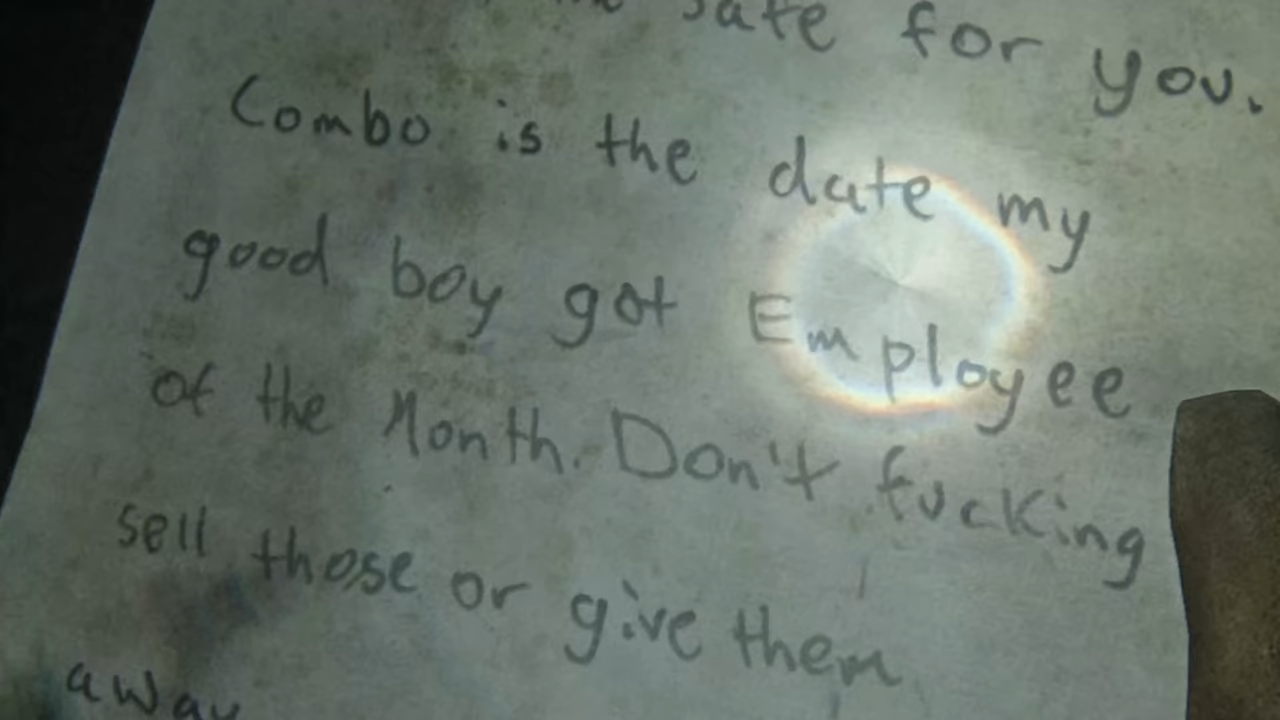 safe for you.
Combo is the date my
good boy got Employee
of the Month. Don't fucking
sell those or give them
away